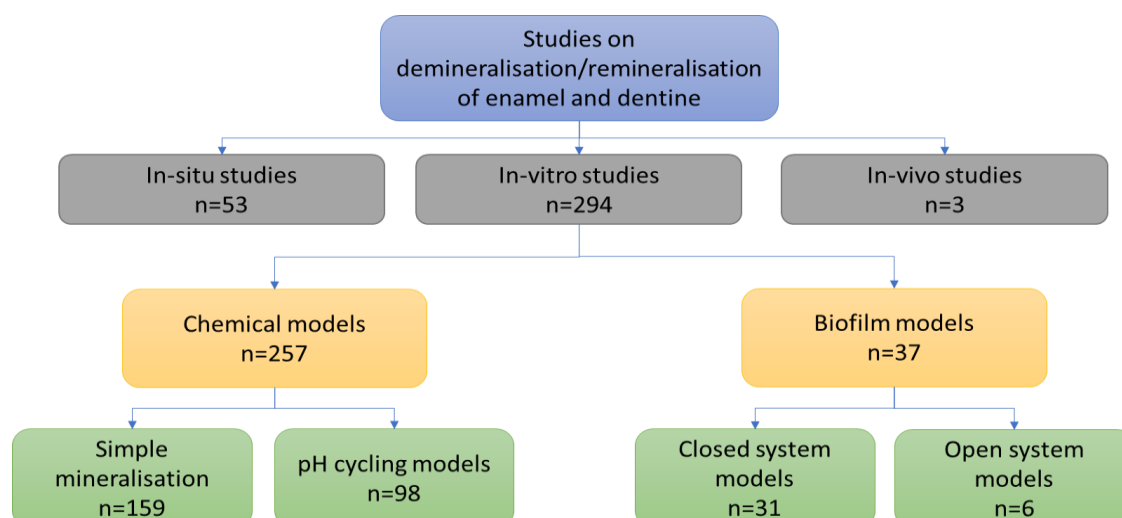 Studies on
demineralisation/remineralisation
of enamel and dentine
In-situ studies
n=53
In-vitro studies
n=294
In-vivo studies
n=3
Chemical models
n=257
Biofilm models
n=37
Simple
mineralisation
n=159
pH cycling models
n=98
Closed system
models
n=31
Open system
models
n=6